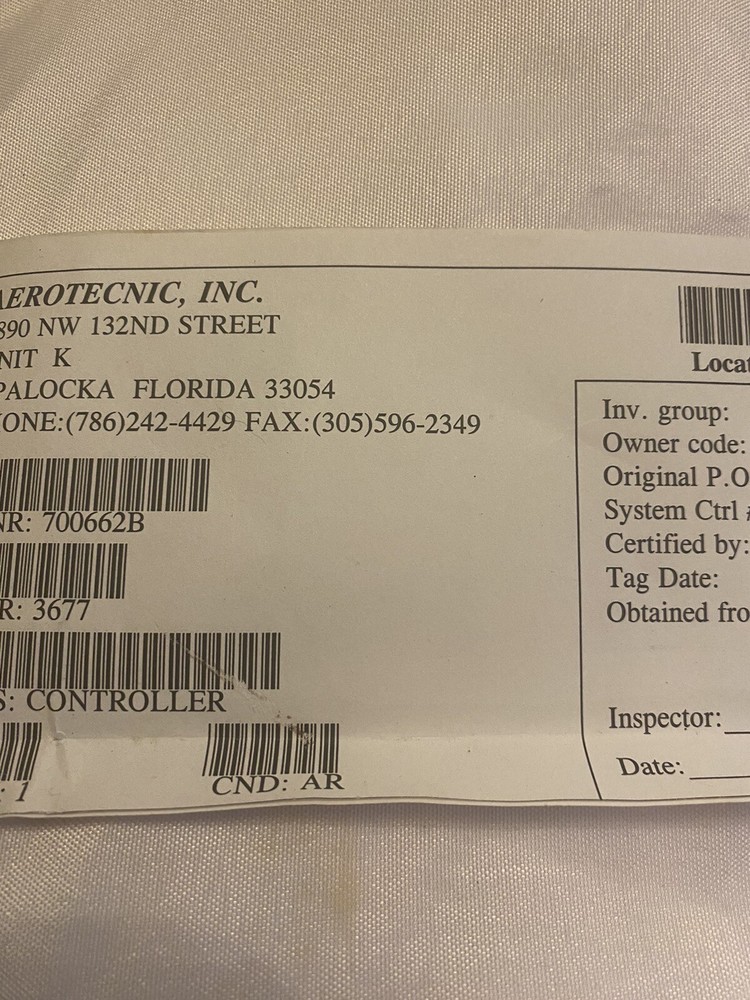 AEROTECNIC, INC.
890 NW 132ND STREET
NIT K
PALOCKA FLORIDA 33054
ONE:(786)242-4429 FAX:(305)596-2349
NR: 700662B
R: 3677
S: CONTROLLER
: 1
CND: AR
Locat
Inv. group:
Owner code:
Original P.O
System Ctrl #
Certified by:
Tag Date:
Obtained fro
Inspector:
Date: